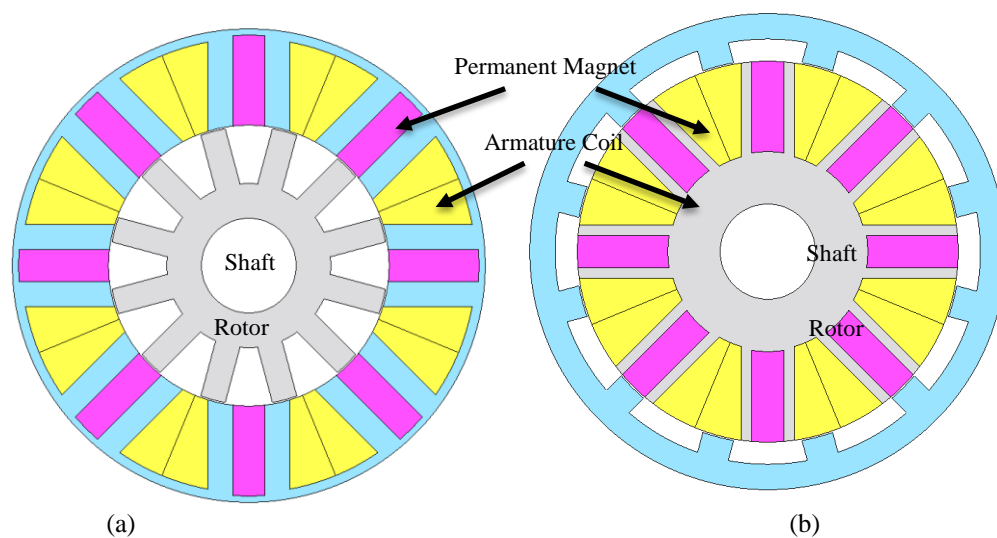 Permanent Magnet
Armature Coil
Shaft
Shaft
Rotor
Rotor
(a)
(b)